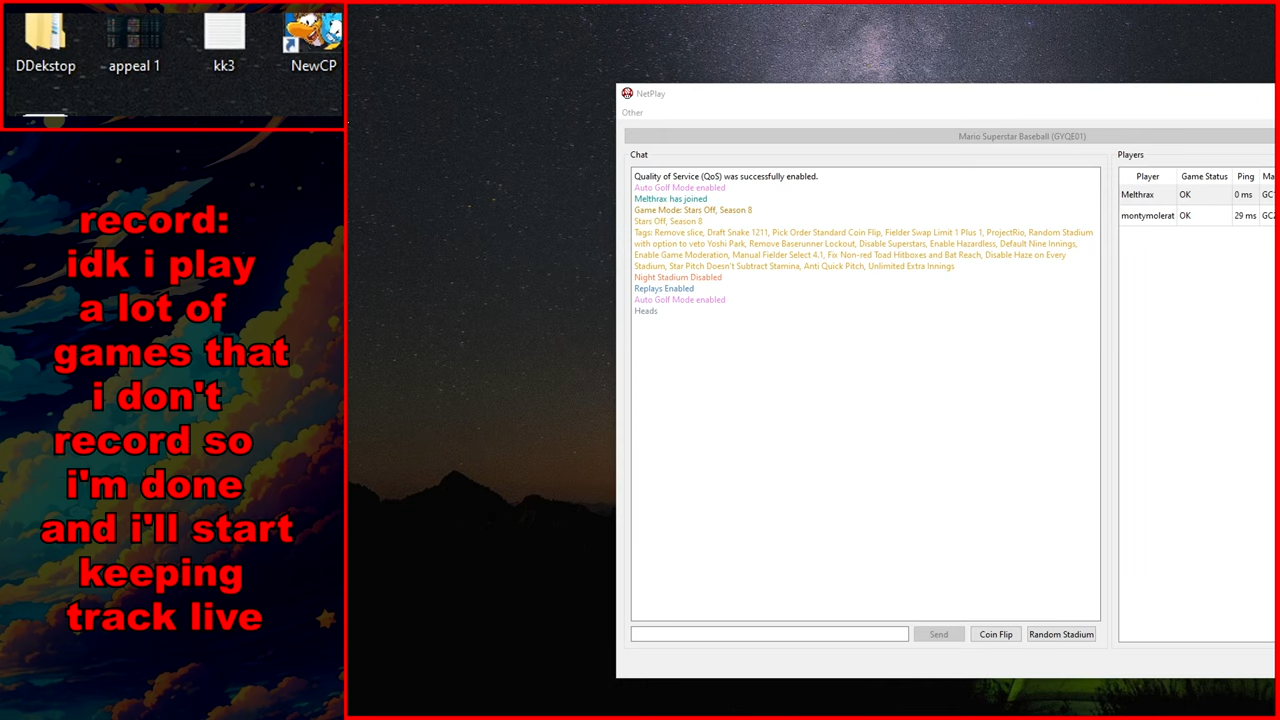 DDekstop
appeal 1
kk3
NewCP
record:
idk i play
a lot of
games that
i don't
record so
i'm done
and i'll start
keeping
track live
NetPlay
Other
Mario Superstar Baseball (GYQE01)
Chat
Quality of Service (QoS) was successfully enabled.
Auto Golf Mode enabled
Melthrax has joined
Game Mode: Stars Off, Season 8
Stars Off, Season 8
Tags: Remove slice, Draft Snake 1211, Pick Order Standard Coin Flip, Fielder Swap Limit 1 Plus 1, ProjectRio, Random Stadium
with option to veto Yoshi Park, Remove Baserunner Lockout, Disable Superstars, Enable Hazardless, Default Nine Innings,
Enable Game Moderation, Manual Fielder Select 4.1, Fix Non-red Toad Hitboxes and Bat Reach, Disable Haze on Every
Stadium, Star Pitch Doesn't Subtract Stamina, Anti Quick Pitch, Unlimited Extra Innings
Night Stadium Disabled
Replays Enabled
Auto Golf Mode enabled
Heads
Send
Coin Flip
Random Stadium
Players
Player Game Status Ping Ma
Melthrax OK 0 ms GC1
montymolerat OK 29 ms GC2